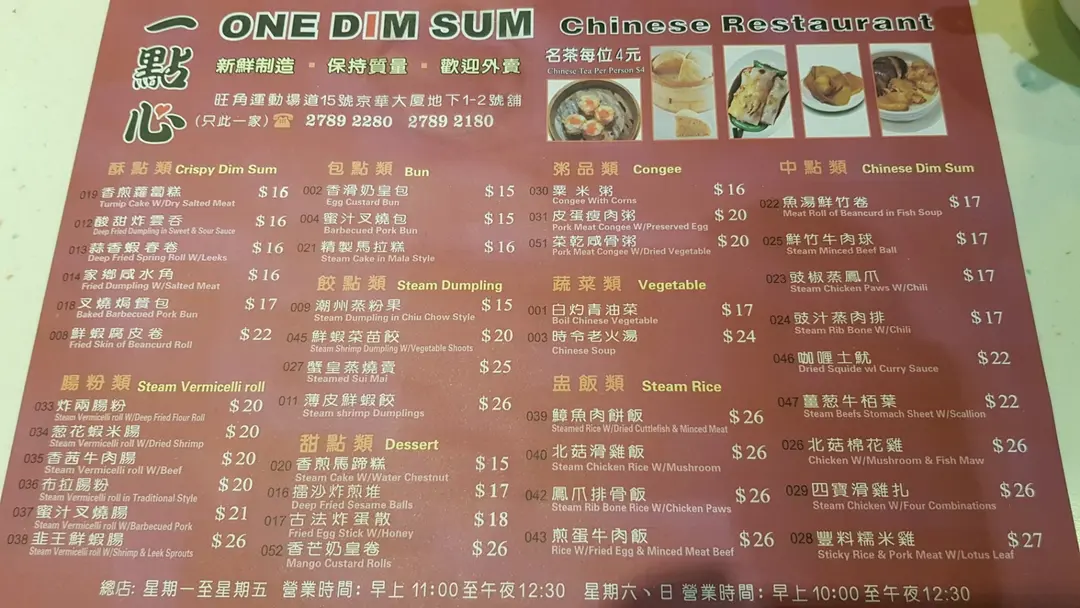 一點心
ONE DIM SUM Chinese Restaurant
新鮮制造 ▪ 保持質量 ▪ 歡迎外賣
旺角運動場道15號京華大厦地下1-2號舖
(只此一家)☎ 2789 2280 2789 2180
名茶每位4元
Chinese Tea Per Person $4
酥點類 Crispy Dim Sum
019 香煎蘿蔔糕 $16
Turnip Cake W/Dry Salted Meat
012 酸甜炸雲吞 $16
Deep Fried Dumpling in Sweet & Sour Sauce
013 蒜香蝦春卷 $16
Deep Fried Spring Roll W/Leeks
014 家鄉咸水角 $16
Fried Dumpling W/Salted Meat
018 叉燒焗餐包 $17
Baked Barbecued Pork Bun
008 鮮蝦腐皮卷 $22
Fried Skin of Beancurd Roll
腸粉類 Steam Vermicelli roll
033 炸兩腸粉 $20
Steam Vermicelli roll W/Deep Fried Flour Roll
034 葱花蝦米腸 $20
Steam Vermicelli roll W/Dried Shrimp
035 香茜牛肉腸 $20
Steam Vermicelli roll W/Beef
036 布拉腸粉 $20
Steam Vermicelli roll in Traditional Style
037 蜜汁叉燒腸 $21
Steam Vermicelli roll W/Barbecued Pork
038 韭王鮮蝦腸 $26
Steam Vermicelli roll W/Shrimp & Leek Sprouts
包點類 Bun
002 香滑奶皇包 $15
Egg Custard Bun
004 蜜汁叉燒包 $15
Barbecued Pork Bun
021 精製馬拉糕 $16
Steam Cake in Mala Style
餃點類 Steam Dumpling
009 潮州蒸粉果 $15
Steam Dumpling in Chiu Chow Style
045 鮮蝦菜苗餃 $20
Steam Shrimp Dumpling W/Vegetable Shoots
027 蟹皇蒸燒賣 $25
Steamed Sui Mai
011 薄皮鮮蝦餃 $26
Steam shrimp Dumplings
甜點類 Dessert
020 香煎馬蹄糕 $15
Steam Cake W/Water Chestnut
016 擂沙炸煎堆 $17
Deep Fried Sesame Balls
017 古法炸蛋散 $18
Fried Egg Stick W/Honey
052 香芒奶皇卷 $26
Mango Custard Rolls
粥品類 Congee
030 粟米粥 $16
Congee With Corns
031 皮蛋瘦肉粥 $20
Pork Meat Congee W/Preserved Egg
051 菜乾咸骨粥 $20
Pork Meat Congee W/Dried Vegetable
蔬菜類 Vegetable
001 白灼青油菜 $17
Boil Chinese Vegetable
003 時令老火湯 $24
Chinese Soup
盅飯類 Steam Rice
039 鱆魚肉餅飯 $26
Steamed Rice W/Dried Cuttlefish & Minced Meat
040 北菇滑雞飯 $26
Steam Chicken Rice W/Mushroom
042 鳳爪排骨飯 $26
Steam Rib Bone Rice W/Chicken Paws
043 煎蛋牛肉飯 $26
Rice W/Fried Egg & Minced Meat Beef
中點類 Chinese Dim Sum
022 魚湯鮮竹卷 $17
Meat Roll of Beancurd in Fish Soup
025 鮮竹牛肉球 $17
Steam Minced Beef Ball
023 豉椒蒸鳳爪 $17
Steam Chicken Paws W/Chili
024 豉汁蒸肉排 $17
Steam Rib Bone W/Chili
046 咖喱土魷 $22
Dried Squide wl Curry Sauce
047 薑葱牛栢葉 $22
Steam Beefs Stomach Sheet W/Scallion
026 北菇棉花雞 $26
Chicken W/Mushroom & Fish Maw
029 四寶滑雞扎 $26
Steam Chicken W/Four Combinations
028 豐料糯米雞 $27
Sticky Rice & Pork Meat W/Lotus Leaf
總店: 星期一至星期五 營業時間: 早上 11:00至午夜12:30 星期六、日 營業時間: 早上10:00至午夜12:30